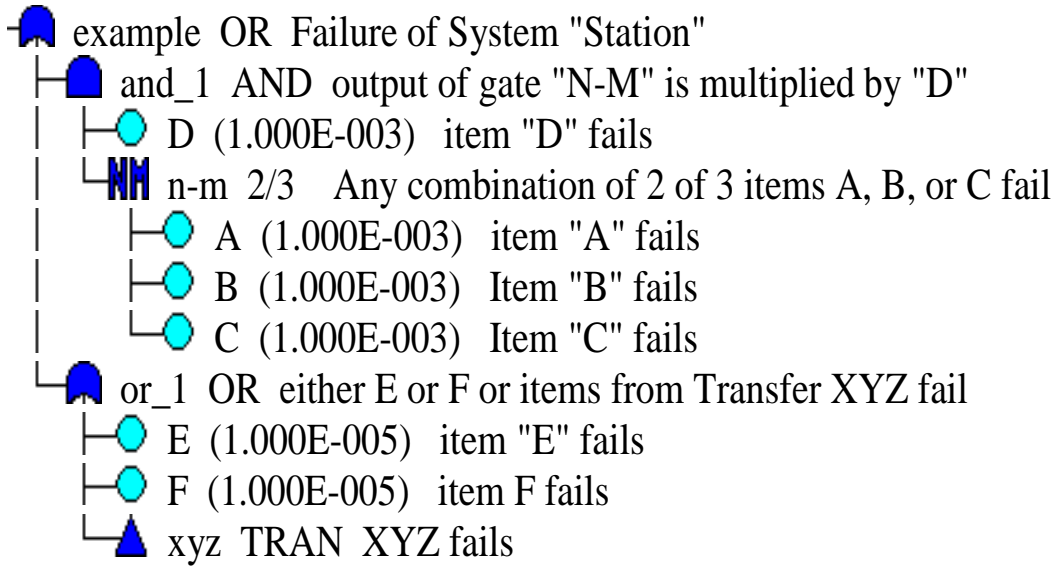 example OR Failure of System "Station"
and_1 AND output of gate "N-M" is multiplied by "D"
D (1.000E-003) item "D" fails
NM n-m 2/3 Any combination of 2 of 3 items A, B, or C fail
A (1.000E-003) item "A" fails
B (1.000E-003) Item "B" fails
C (1.000E-003) Item "C" fails
or_1 OR either E or F or items from Transfer XYZ fail
E (1.000E-005) item "E" fails
F (1.000E-005) item F fails
xyz TRAN XYZ fails